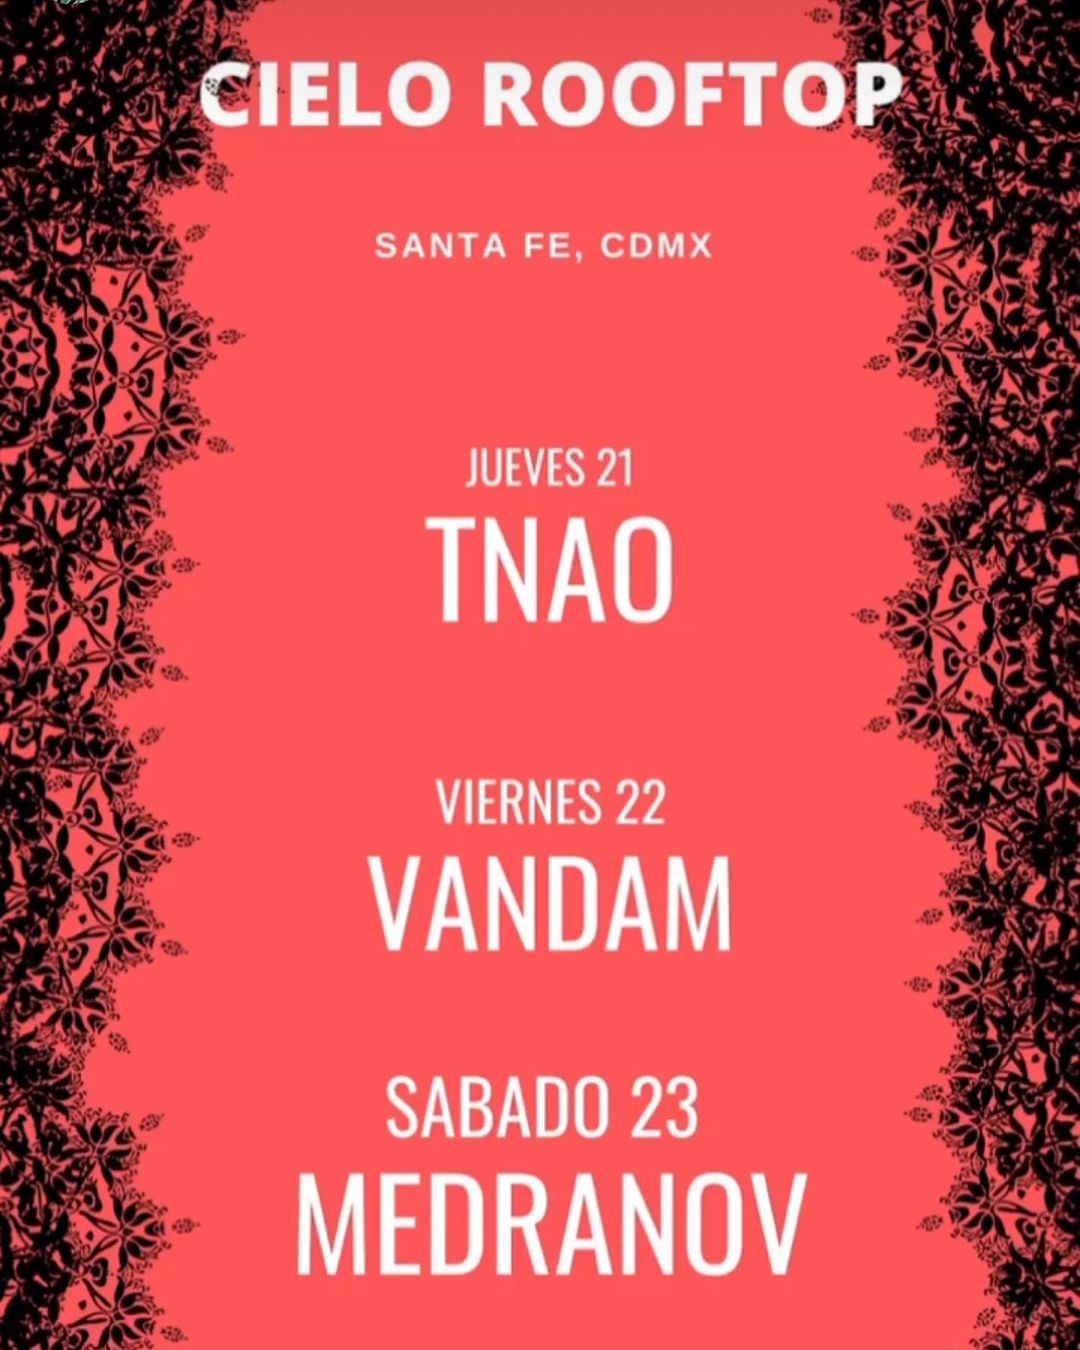 CIELO ROOFTOP
SANTA FE, CDMX
JUEVES 21
TNAO
VIERNES 22
VANDAM
SABADO 23
MEDRANOV